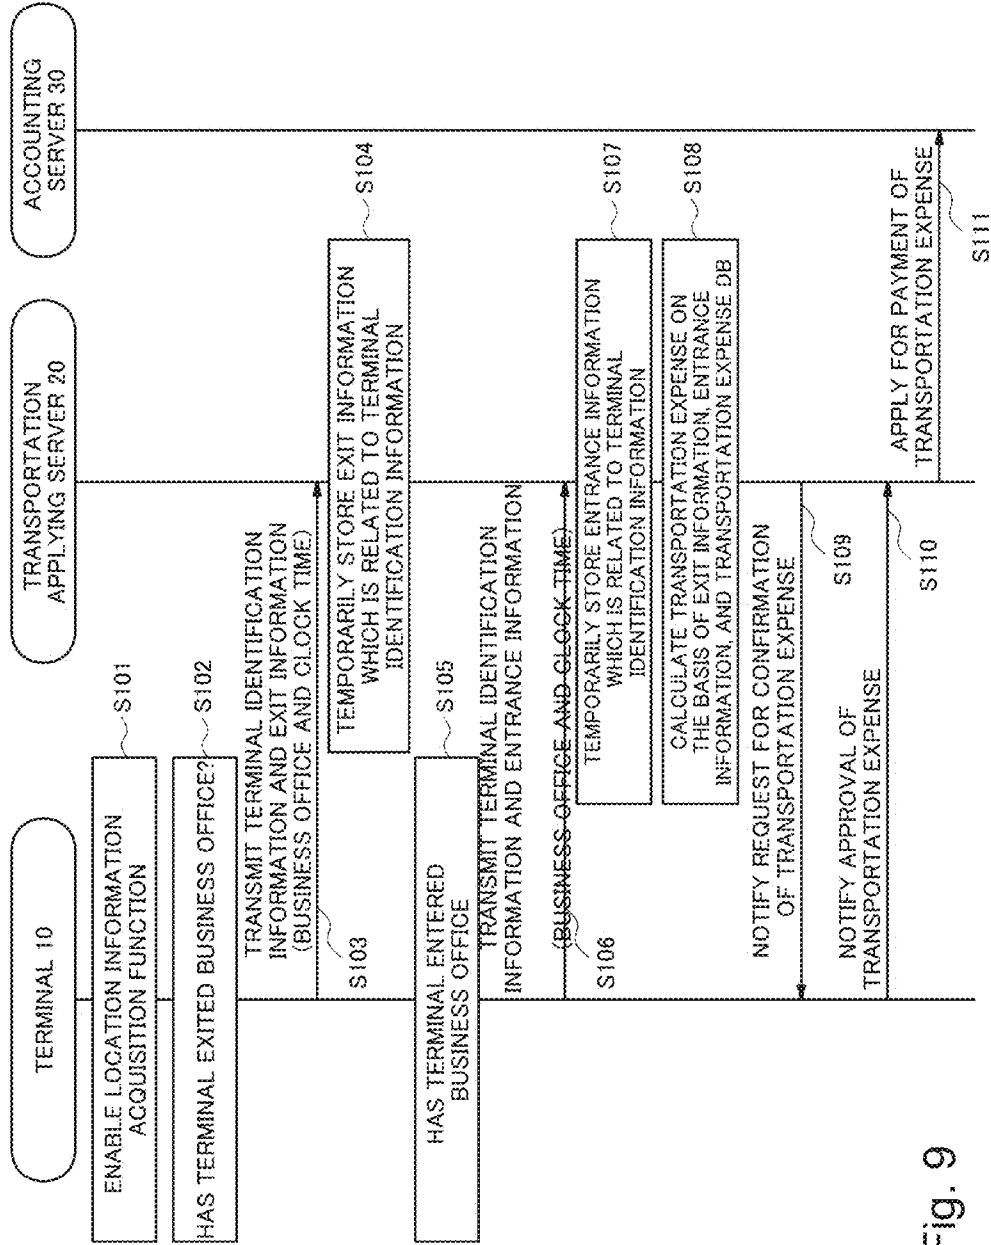 TERMINAL 10
TRANSPORTATION
APPLYING SERVER 20
ACCOUNTING
SERVER 30
ENABLE LOCATION INFORMATION
ACQUISITION FUNCTION
S101
HAS TERMINAL EXITED BUSINESS OFFICE?
S102
TRANSMIT TERMINAL IDENTIFICATION
INFORMATION AND EXIT INFORMATION
(BUSINESS OFFICE AND CLOCK TIME)
S103
TEMPORARILY STORE EXIT INFORMATION
WHICH IS RELATED TO TERMINAL
IDENTIFICATION INFORMATION
S104
HAS TERMINAL ENTERED
BUSINESS OFFICE
S105
TRANSMIT TERMINAL IDENTIFICATION
INFORMATION AND ENTRANCE INFORMATION
(BUSINESS OFFICE AND CLOCK TIME)
S106
TEMPORARILY STORE ENTRANCE INFORMATION
WHICH IS RELATED TO TERMINAL
IDENTIFICATION INFORMATION
S107
CALCULATE TRANSPORTATION EXPENSE ON
THE BASIS OF EXIT INFORMATION, ENTRANCE
INFORMATION, AND TRANSPORTATION EXPENSE DB
S108
NOTIFY REQUEST FOR CONFIRMATION
OF TRANSPORTATION EXPENSE
S109
NOTIFY APPROVAL OF
TRANSPORTATION EXPENSE
S110
APPLY FOR PAYMENT OF
TRANSPORTATION EXPENSE
S111
Fig. 9